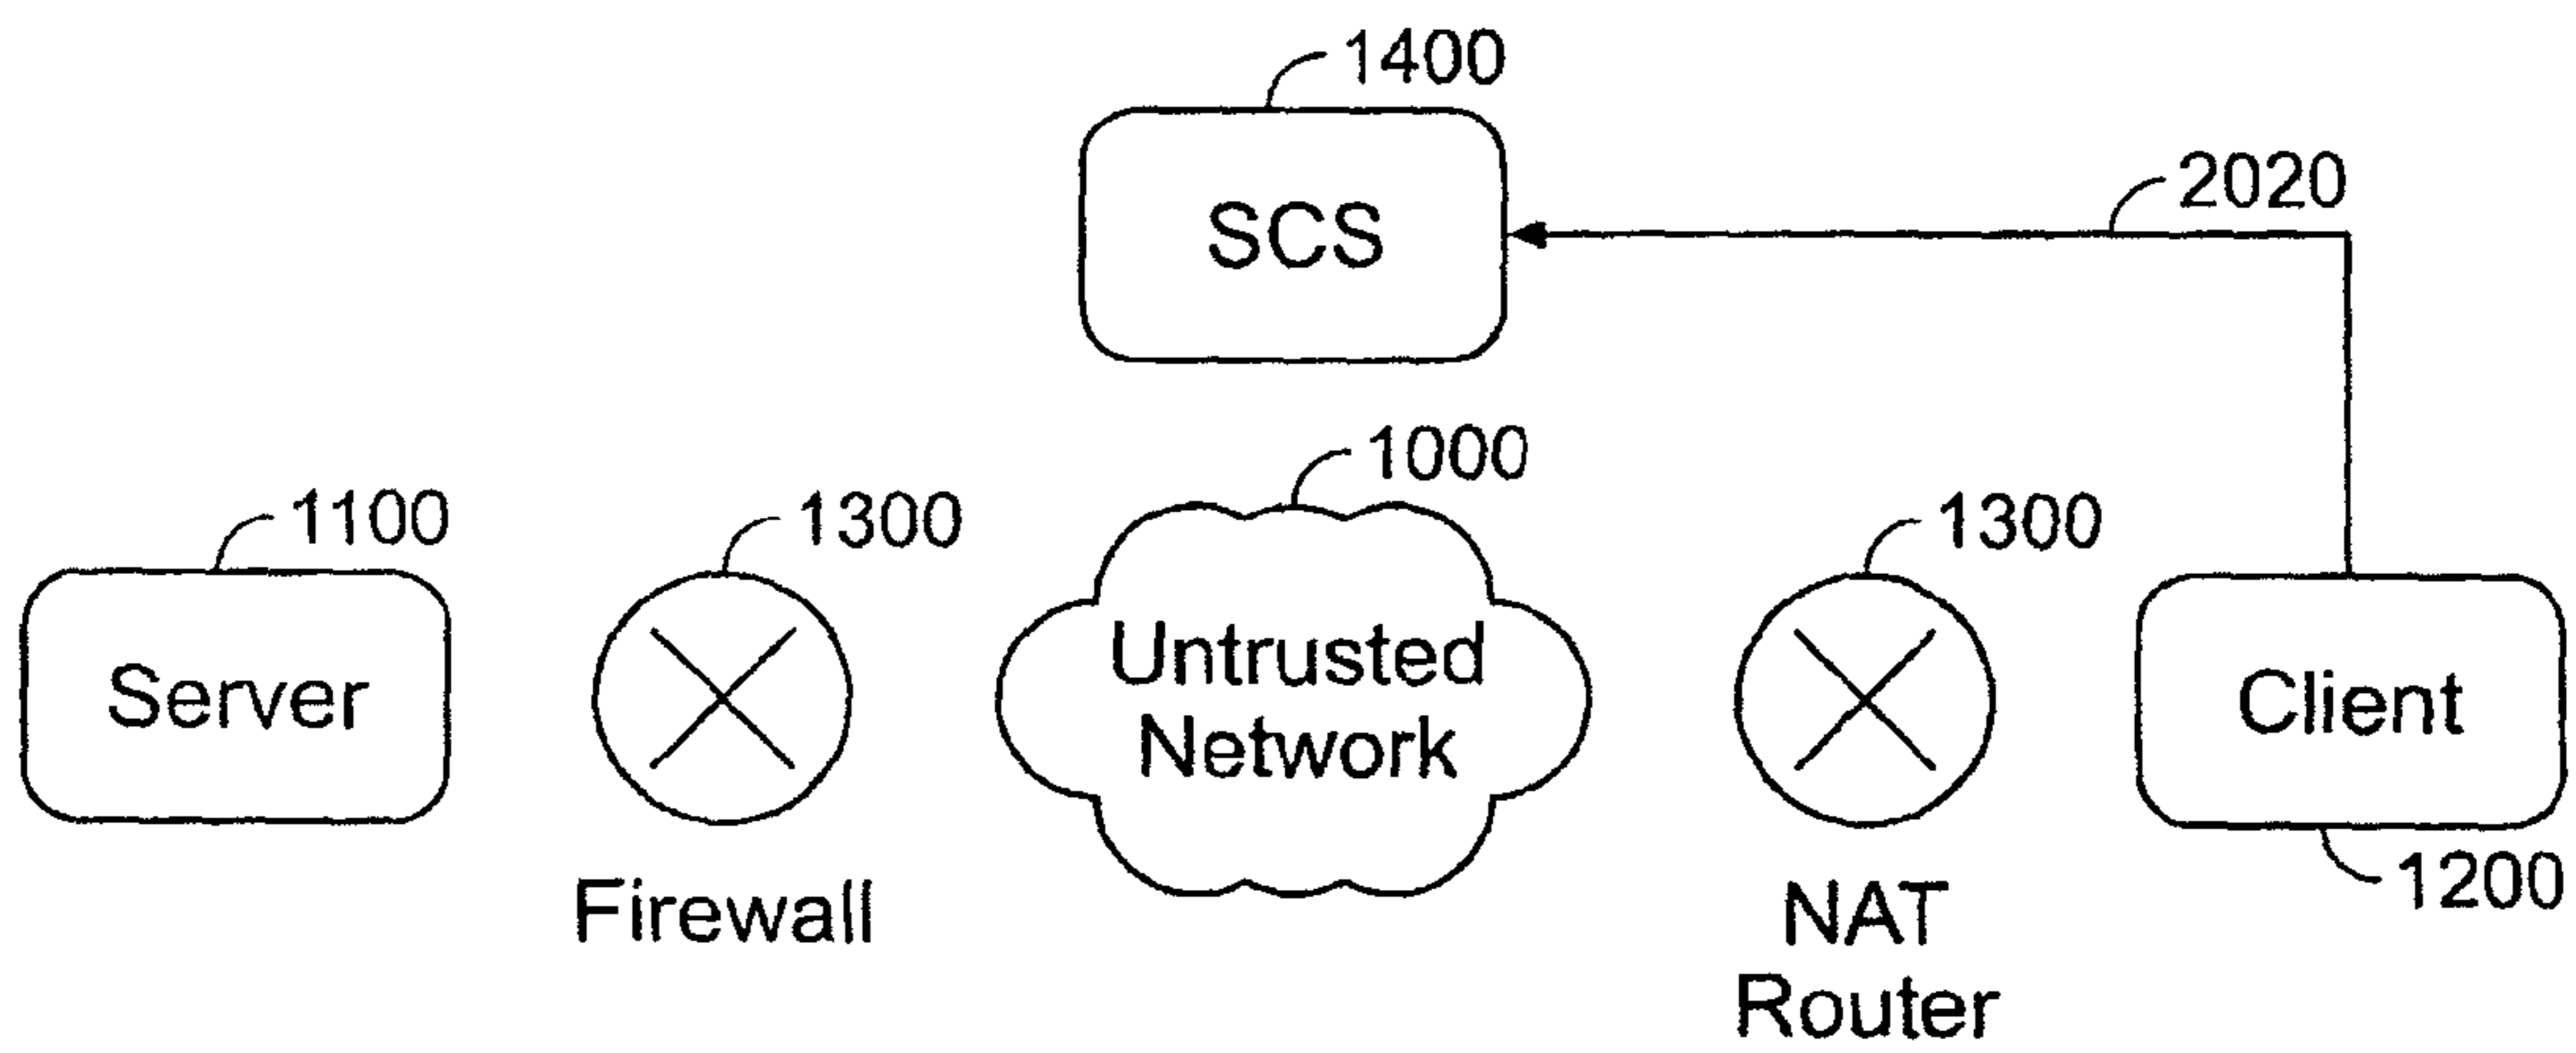 1400
SCS
2020
1000
1100
1300
1300
Untrusted
Network
Server
Client
1200
Firewall
NAT
Router